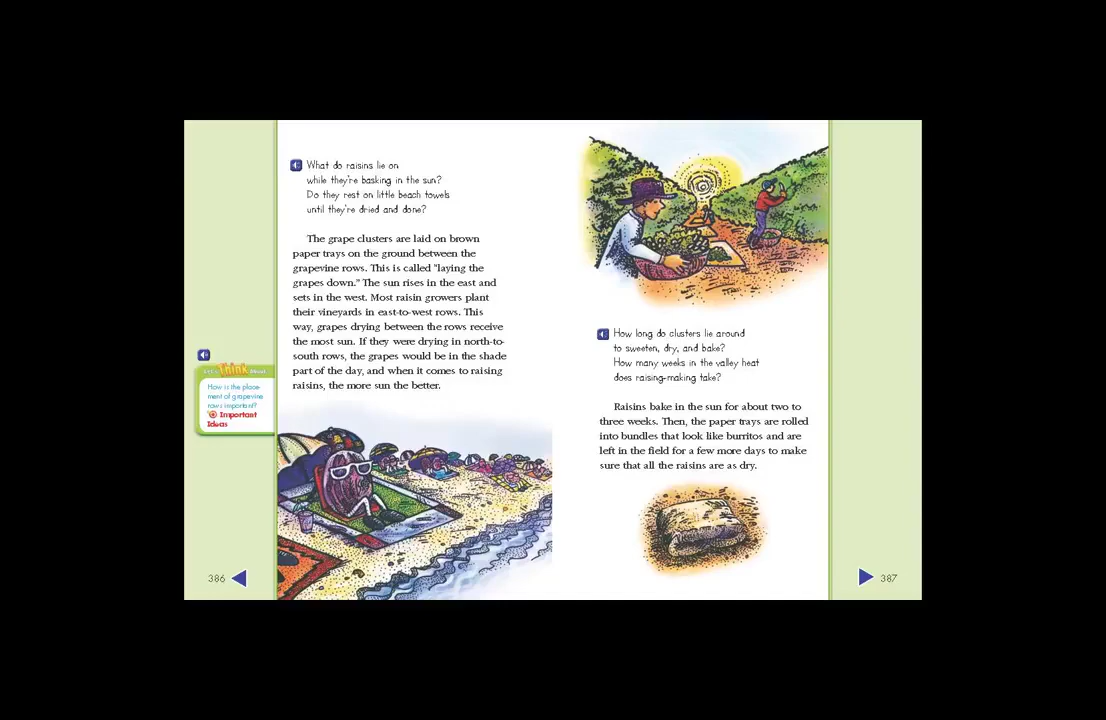 What do raisins lie on
while they're basking in the sun?
Do they rest on little beach towels
until they're dried and done?
The grape clusters are laid on brown
paper trays on the ground between the
grapevine rows. This is called "laying the
grapes down." The sun rises in the east and
sets in the west. Most raisin growers plant
their vineyards in east-to-west rows. This
way, grapes drying between the rows receive
the most sun. If they were drying in north-to-
south rows, the grapes would be in the shade
part of the day, and when it comes to raising
raisins, the more sun the better.
Let's Think About
How is the place-
ment of grapevine
rows important?
Important
Ideas
386
How long do clusters lie around
to sweeten, dry, and bake?
How many weeks in the valley heat
does raising-making take?
Raisins bake in the sun for about two to
three weeks. Then, the paper trays are rolled
into bundles that look like burritos and are
left in the field for a few more days to make
sure that all the raisins are as dry.
387